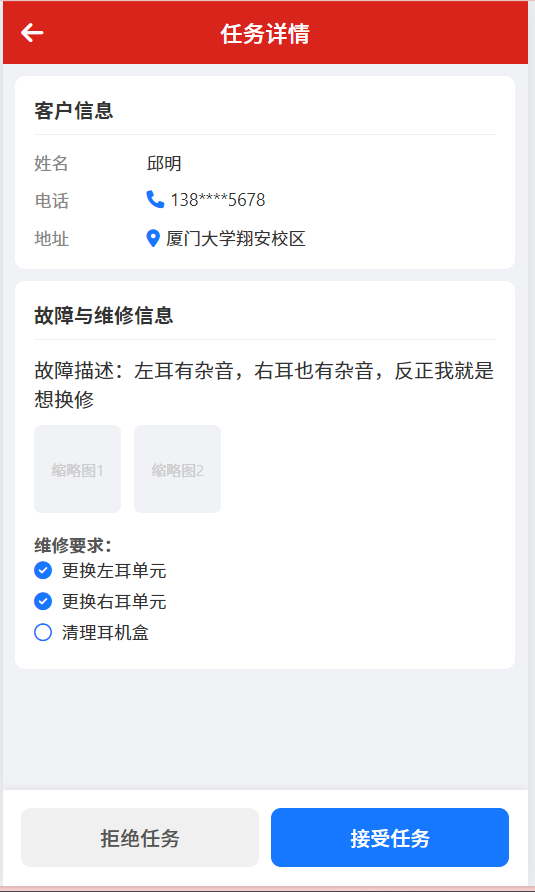 任务详情
客户信息
姓名 邱明
电话 138****5678
地址 厦门大学翔安校区
故障与维修信息
故障描述：左耳有杂音，右耳也有杂音，反正我就是
想换修
缩略图1 缩略图2
维修要求：
更换左耳单元
更换右耳单元
清理耳机盒
拒绝任务 接受任务